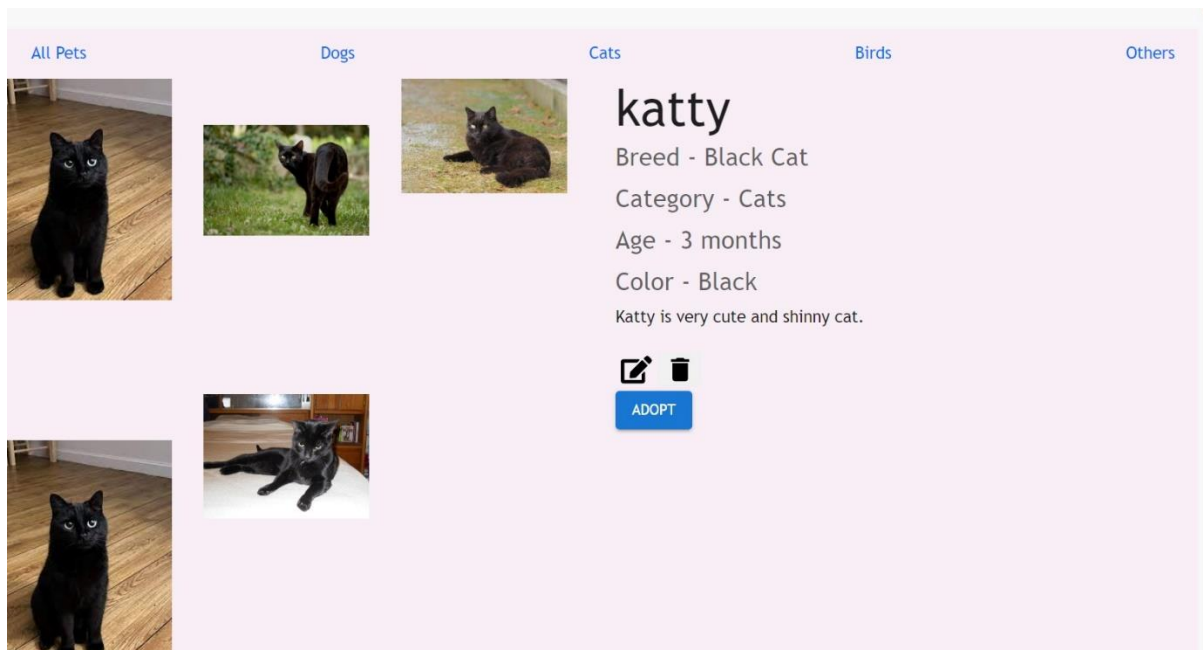 All Pets Dogs Cats Birds Others
katty
Breed - Black Cat
Category - Cats
Age - 3 months
Color - Black
Katty is very cute and shinny cat.
ADOPT